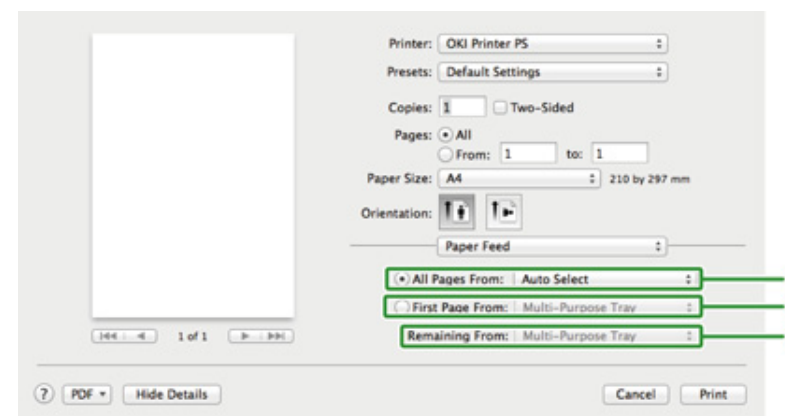 Printer: OKI Printer PS
Presets: Default Settings
Copies: 1 Two-Sided
Pages: All
From: 1 to: 1
Paper Size: A4 210 by 297 mm
Orientation:
Paper Feed
All Pages From: Auto Select
First Page From: Multi-Purpose Tray
Remaining From: Multi-Purpose Tray
1 of 1
? PDF Hide Details Cancel Print